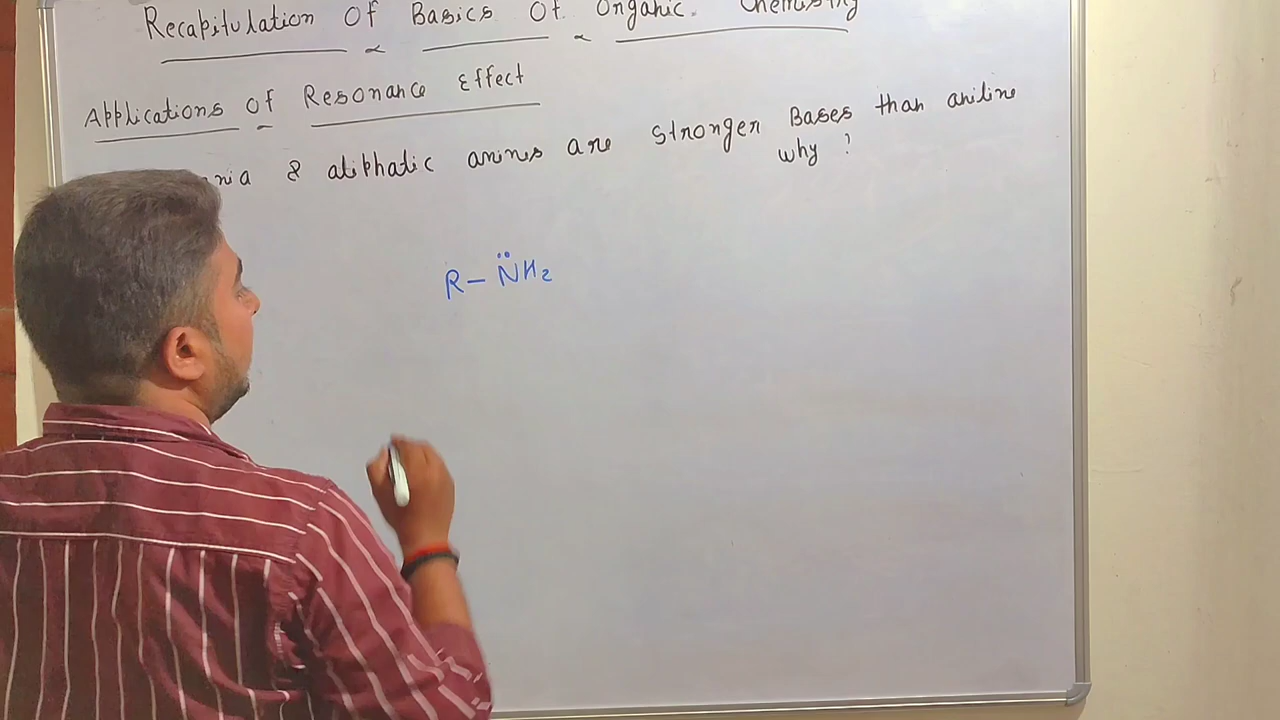 Recapitulation Of Basics Of Organic Chemistry
Applications of Resonance Effect
nia & aliphatic amines are stronger Bases than aniline
why ?
R – N̈H₂